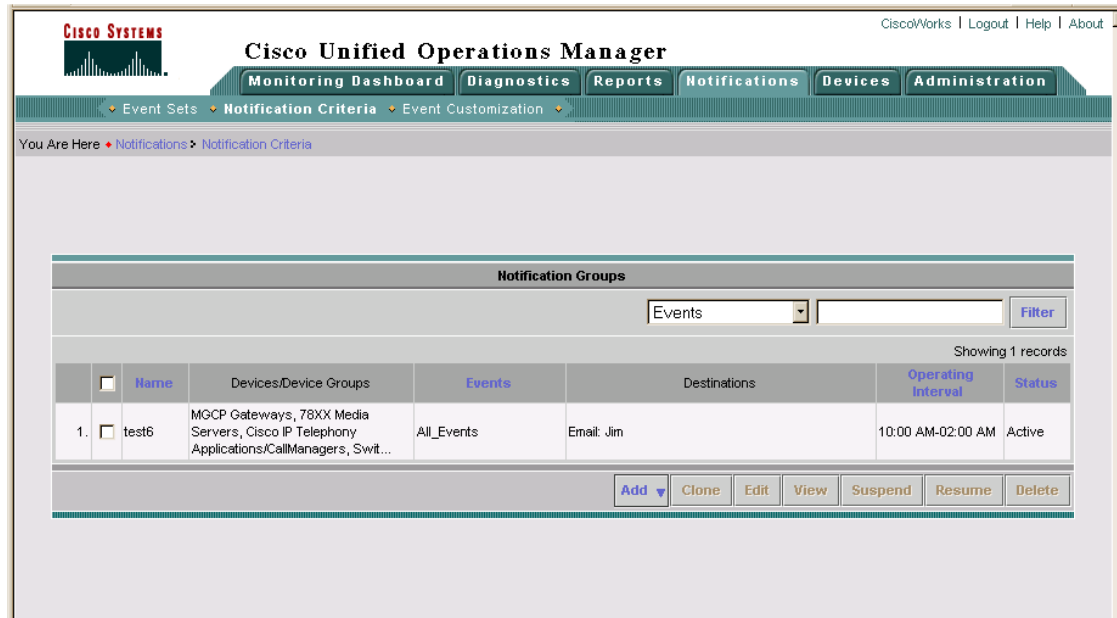 CISCO SYSTEMS
CiscoWorks | Logout | Help | About
Cisco Unified Operations Manager
Monitoring Dashboard Diagnostics Reports Notifications Devices Administration
Event Sets Notification Criteria Event Customization
You Are Here Notifications Notification Criteria
Notification Groups
Events Filter
Showing 1 records
Name Devices/Device Groups Events Destinations Operating Interval Status
1. test6 MGCP Gateways, 78XX Media Servers, Cisco IP Telephony Applications/CallManagers, Swit... All_Events Email: Jim 10:00 AM-02:00 AM Active
Add Clone Edit View Suspend Resume Delete